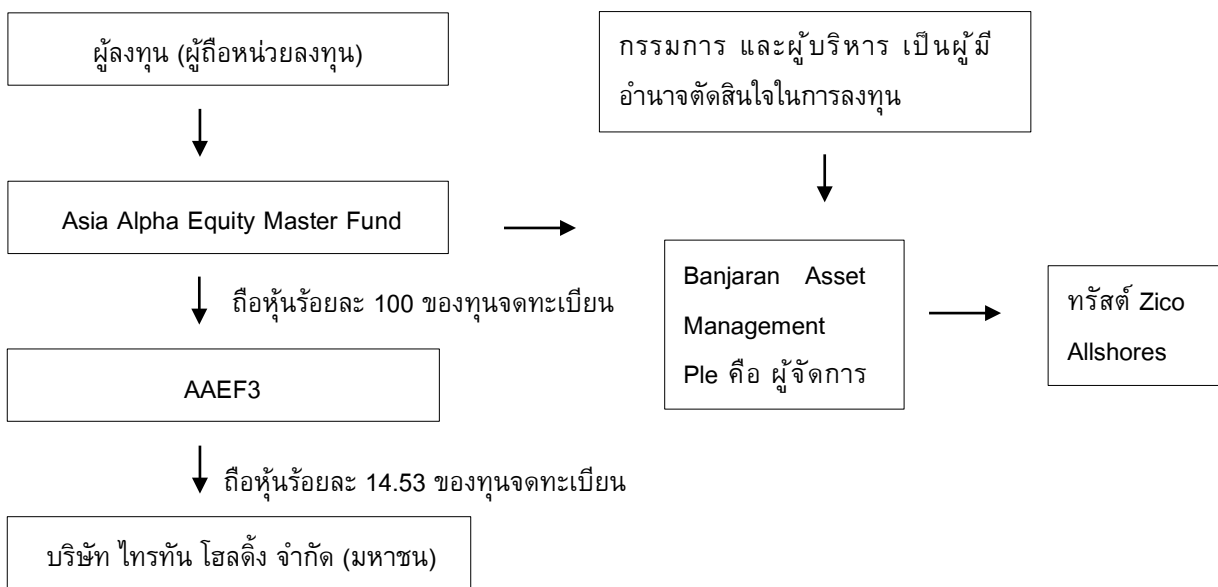 ผู้ลงทุน (ผู้ถือหน่วยลงทุน)
กรรมการ และผู้บริหาร เป็นผู้มี
อำนาจตัดสินใจในการลงทุน
Asia Alpha Equity Master Fund
Banjaran Asset
Management
Ple คือ ผู้จัดการ
ทรัสต์ Zico
Allshores
ถือหุ้นร้อยละ 100 ของทุนจดทะเบียน
AAEF3
ถือหุ้นร้อยละ 14.53 ของทุนจดทะเบียน
บริษัท ไทรทัน โฮลดิ้ง จำกัด (มหาชน)